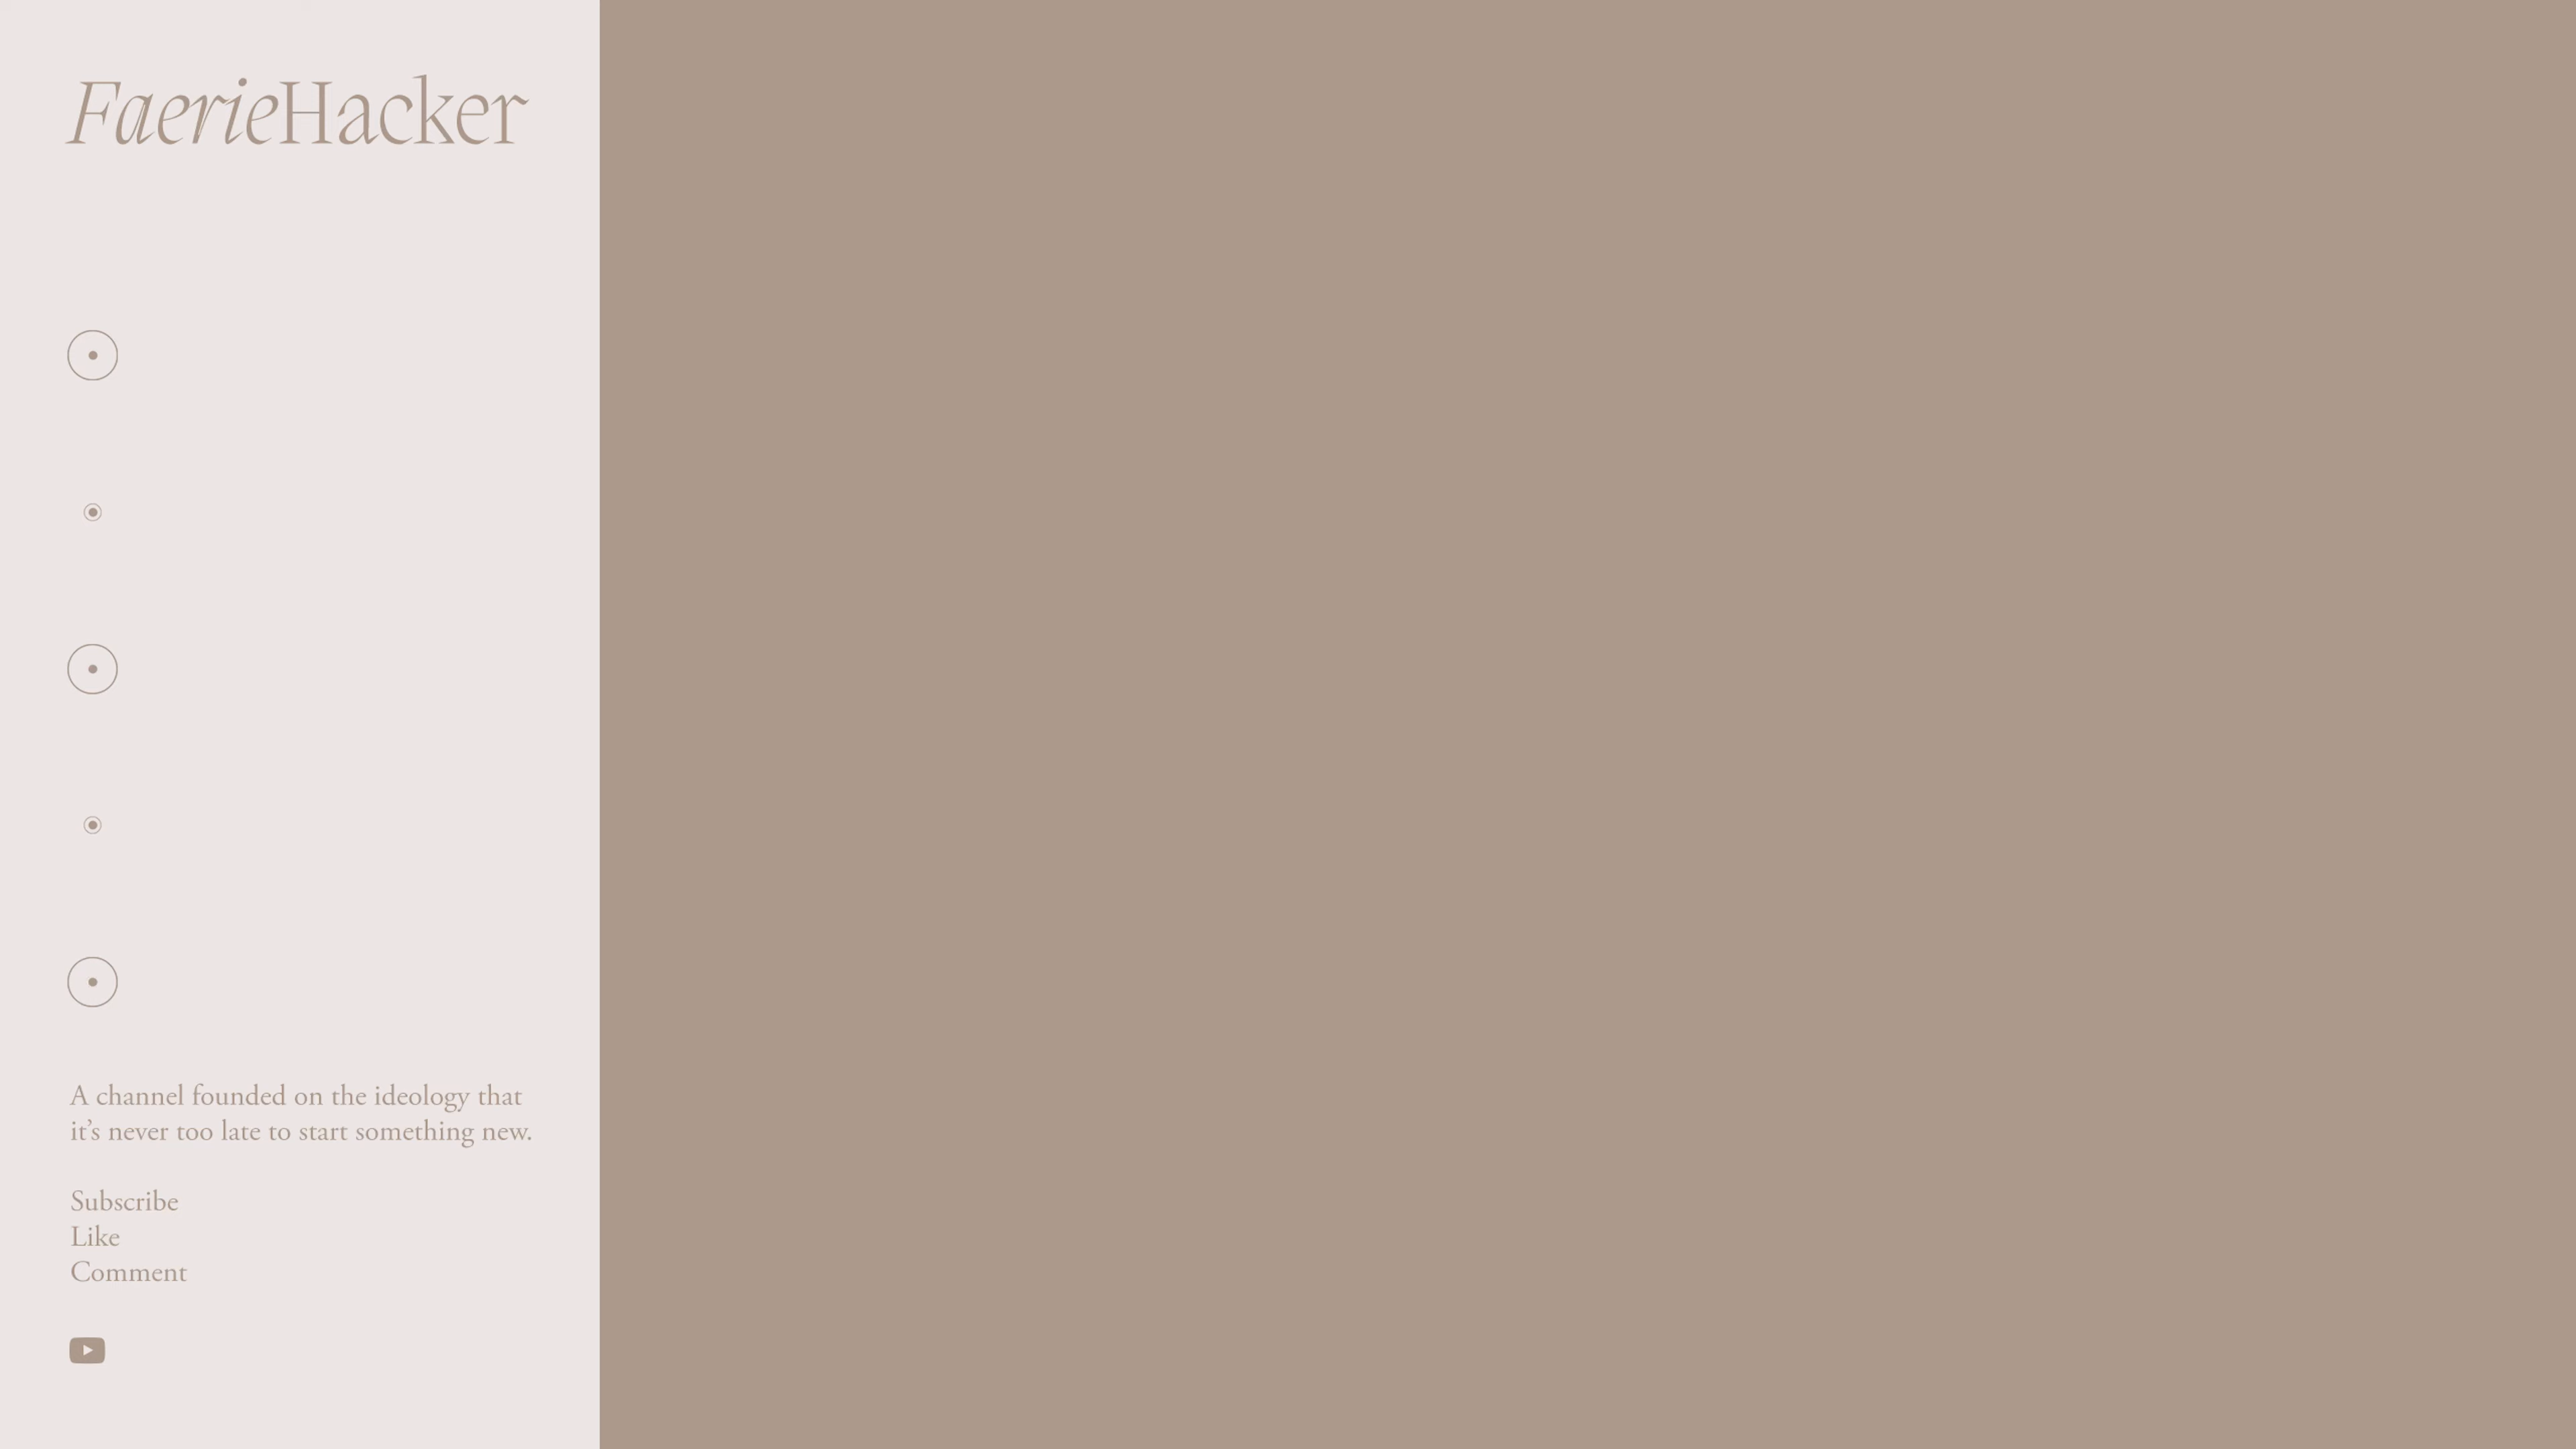 FaerieHacker
A channel founded on the ideology that
it’s never too late to start something new.
Subscribe
Like
Comment